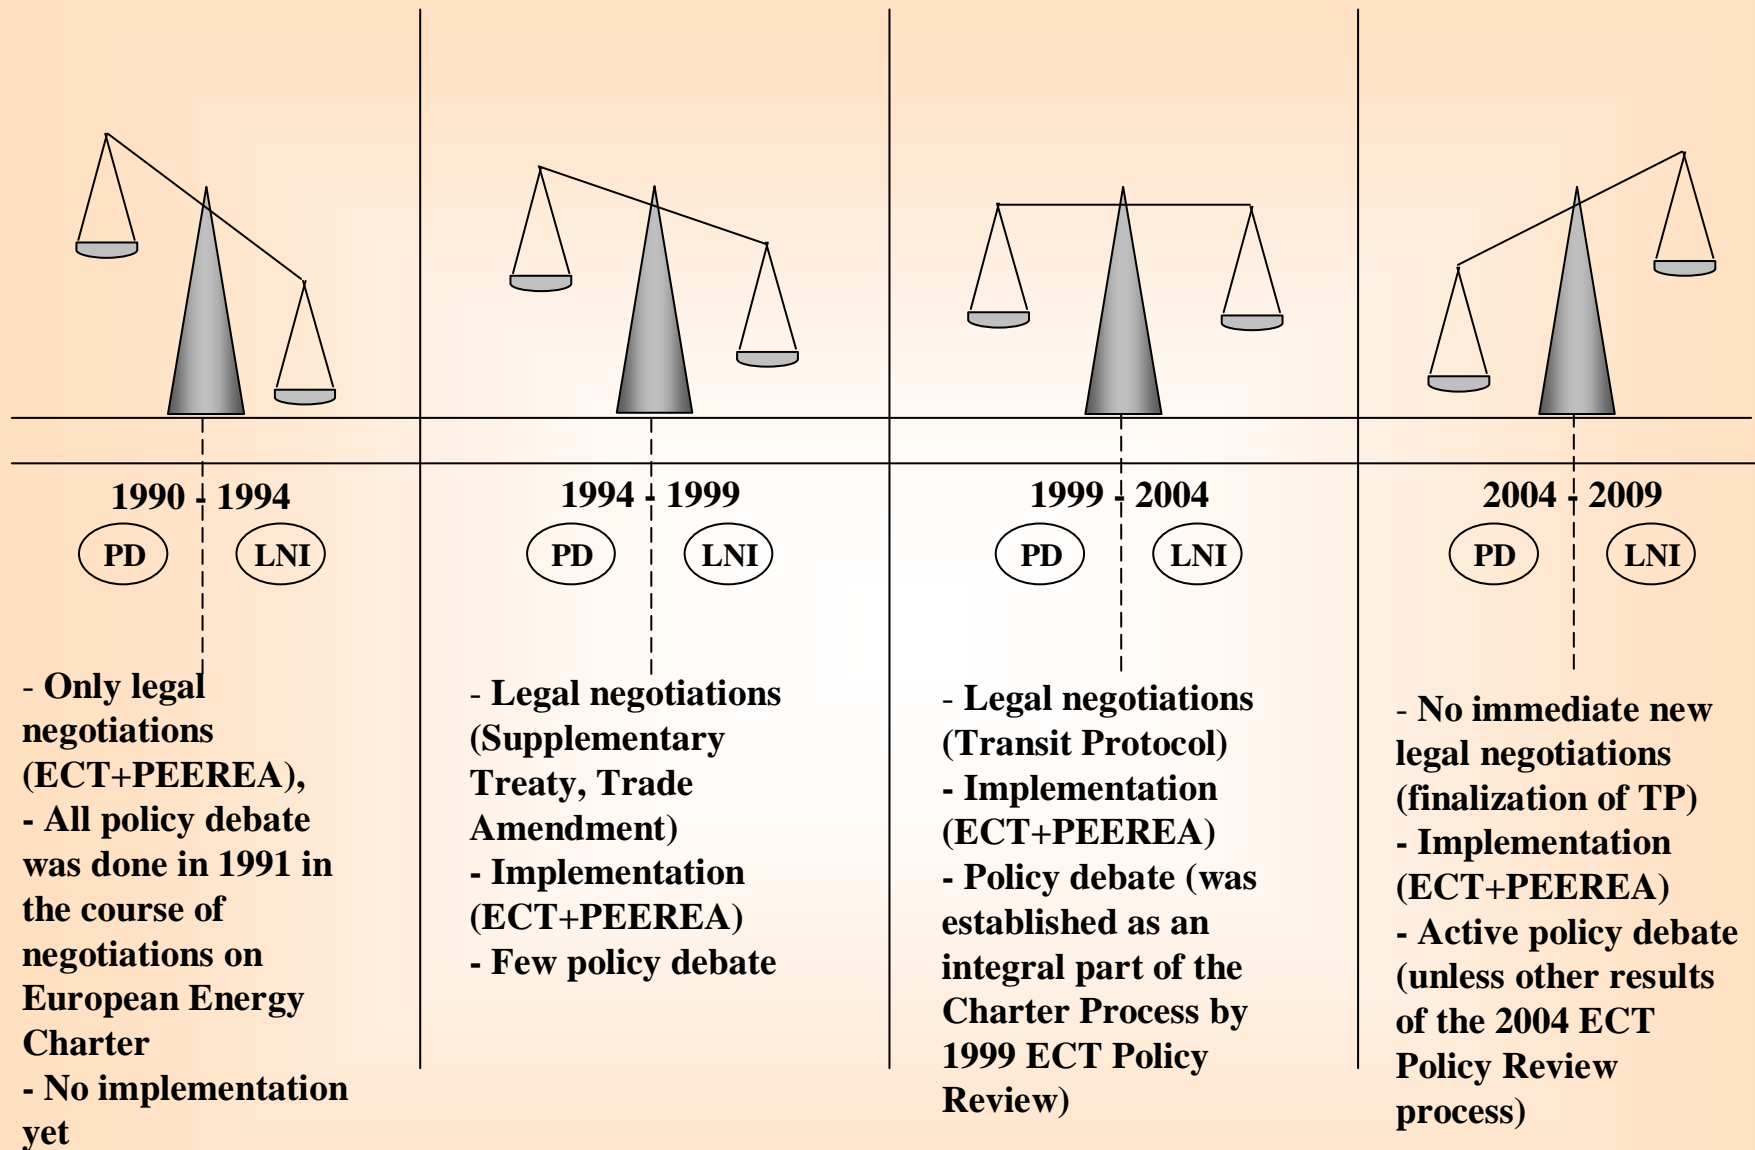 1990 - 1994
PD LNI
- Only legal
negotiations
(ECT+PEEREA),
- All policy debate
was done in 1991 in
the course of
negotiations on
European Energy
Charter
- No implementation
yet
1994 - 1999
PD LNI
- Legal negotiations
(Supplementary
Treaty, Trade
Amendment)
- Implementation
(ECT+PEEREA)
- Few policy debate
1999 - 2004
PD LNI
- Legal negotiations
(Transit Protocol)
- Implementation
(ECT+PEEREA)
- Policy debate (was
established as an
integral part of the
Charter Process by
1999 ECT Policy
Review)
2004 - 2009
PD LNI
- No immediate new
legal negotiations
(finalization of TP)
- Implementation
(ECT+PEEREA)
- Active policy debate
(unless other results
of the 2004 ECT
Policy Review
process)